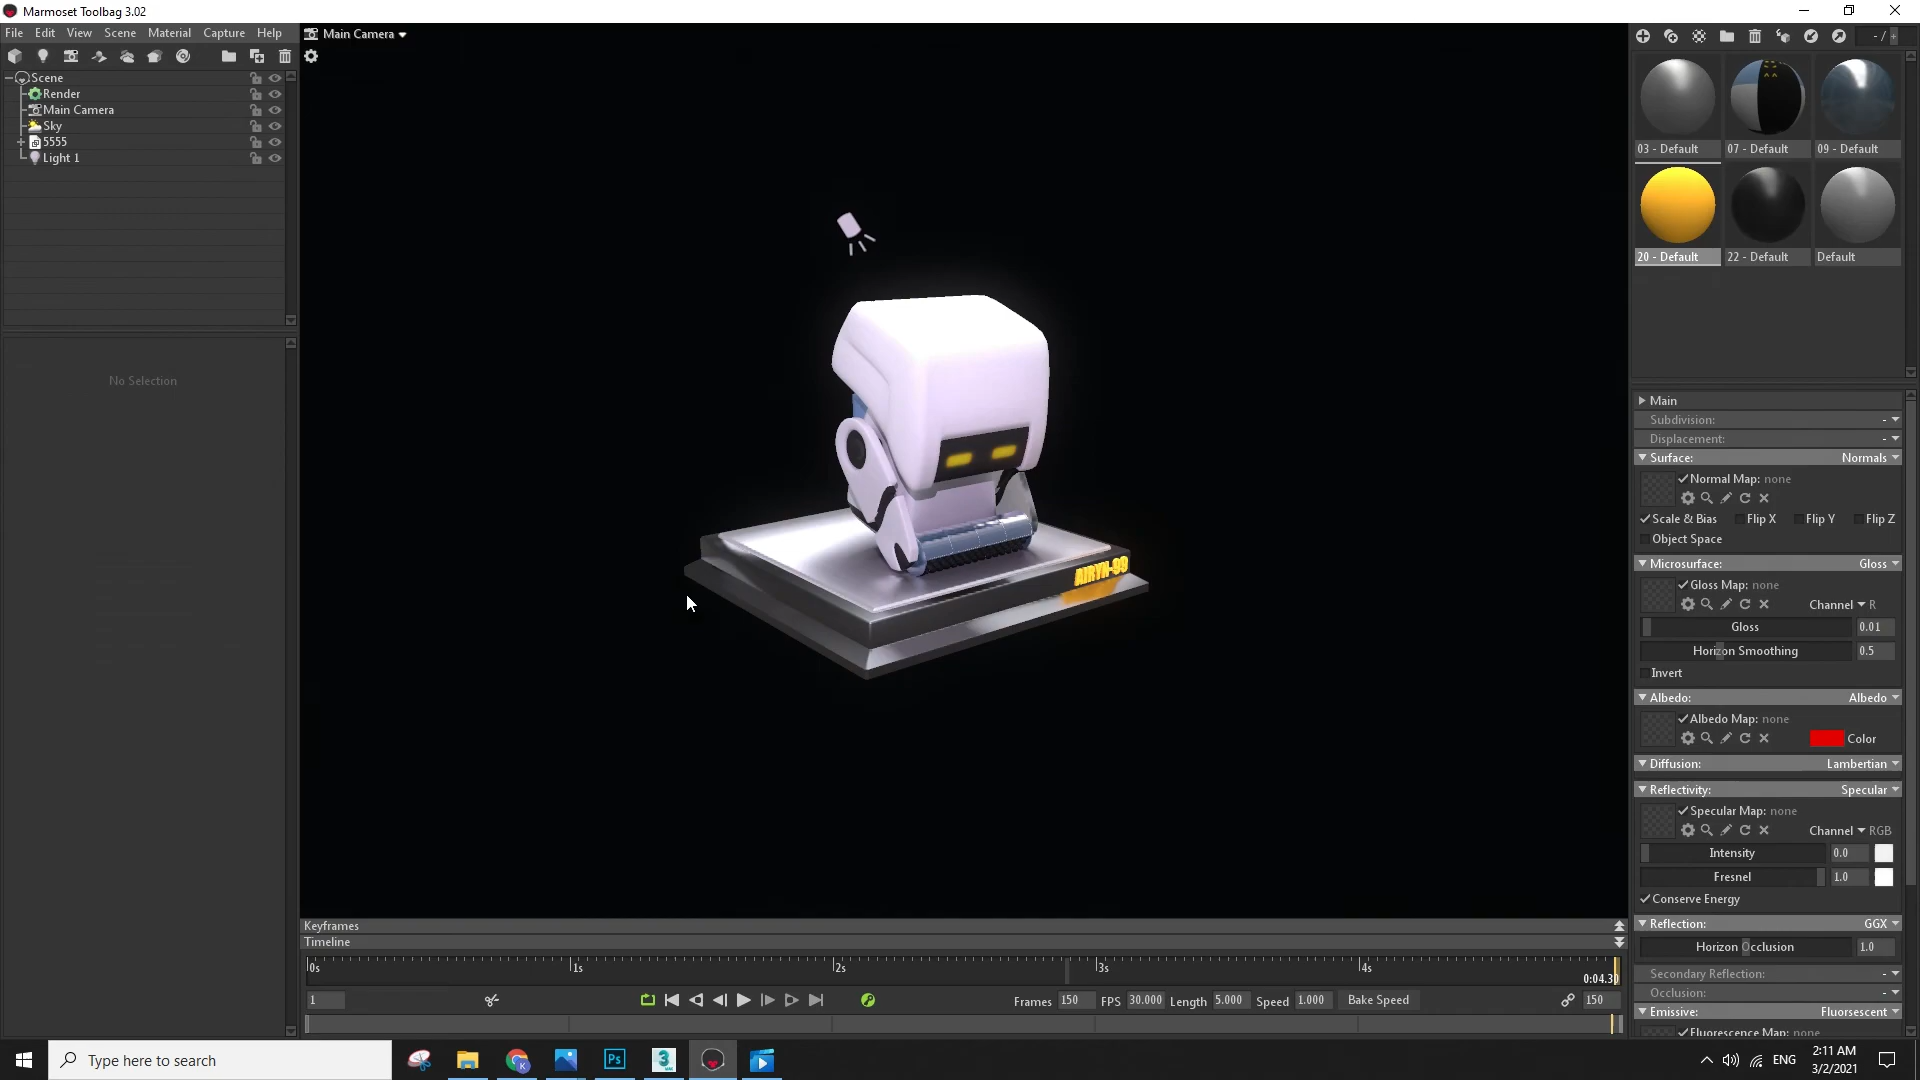 Marmoset Toolbag 3.02
File Edit View Scene Material Capture Help
Main Camera
- / +
Scene
Render
Main Camera
Sky
5555
Light 1
No Selection
AIRYN-99
03 - Default 07 - Default 09 - Default
20 - Default 22 - Default Default
Main
Subdivision: -
Displacement: -
Surface: Normals
Normal Map: none
Scale & Bias Flip X Flip Y Flip Z
Object Space
Microsurface: Gloss
Gloss Map: none
Channel R
Gloss 0.01
Horizon Smoothing 0.5
Invert
Albedo: Albedo
Albedo Map: none
Color
Diffusion: Lambertian
Reflectivity: Specular
Specular Map: none
Channel RGB
Intensity 0.0
Fresnel 1.0
Conserve Energy
Reflection: GGX
Horizon Occlusion 1.0
Secondary Reflection: -
Occlusion: -
Emissive: Fluorsescent
Fluorescence Map: none
Keyframes
Timeline
0s 1s 2s 3s 4s
0:04.30
1 Frames 150 FPS 30.000 Length 5.000 Speed 1.000 Bake Speed 150
Type here to search
Ps
3
ENG
2:11 AM
3/2/2021